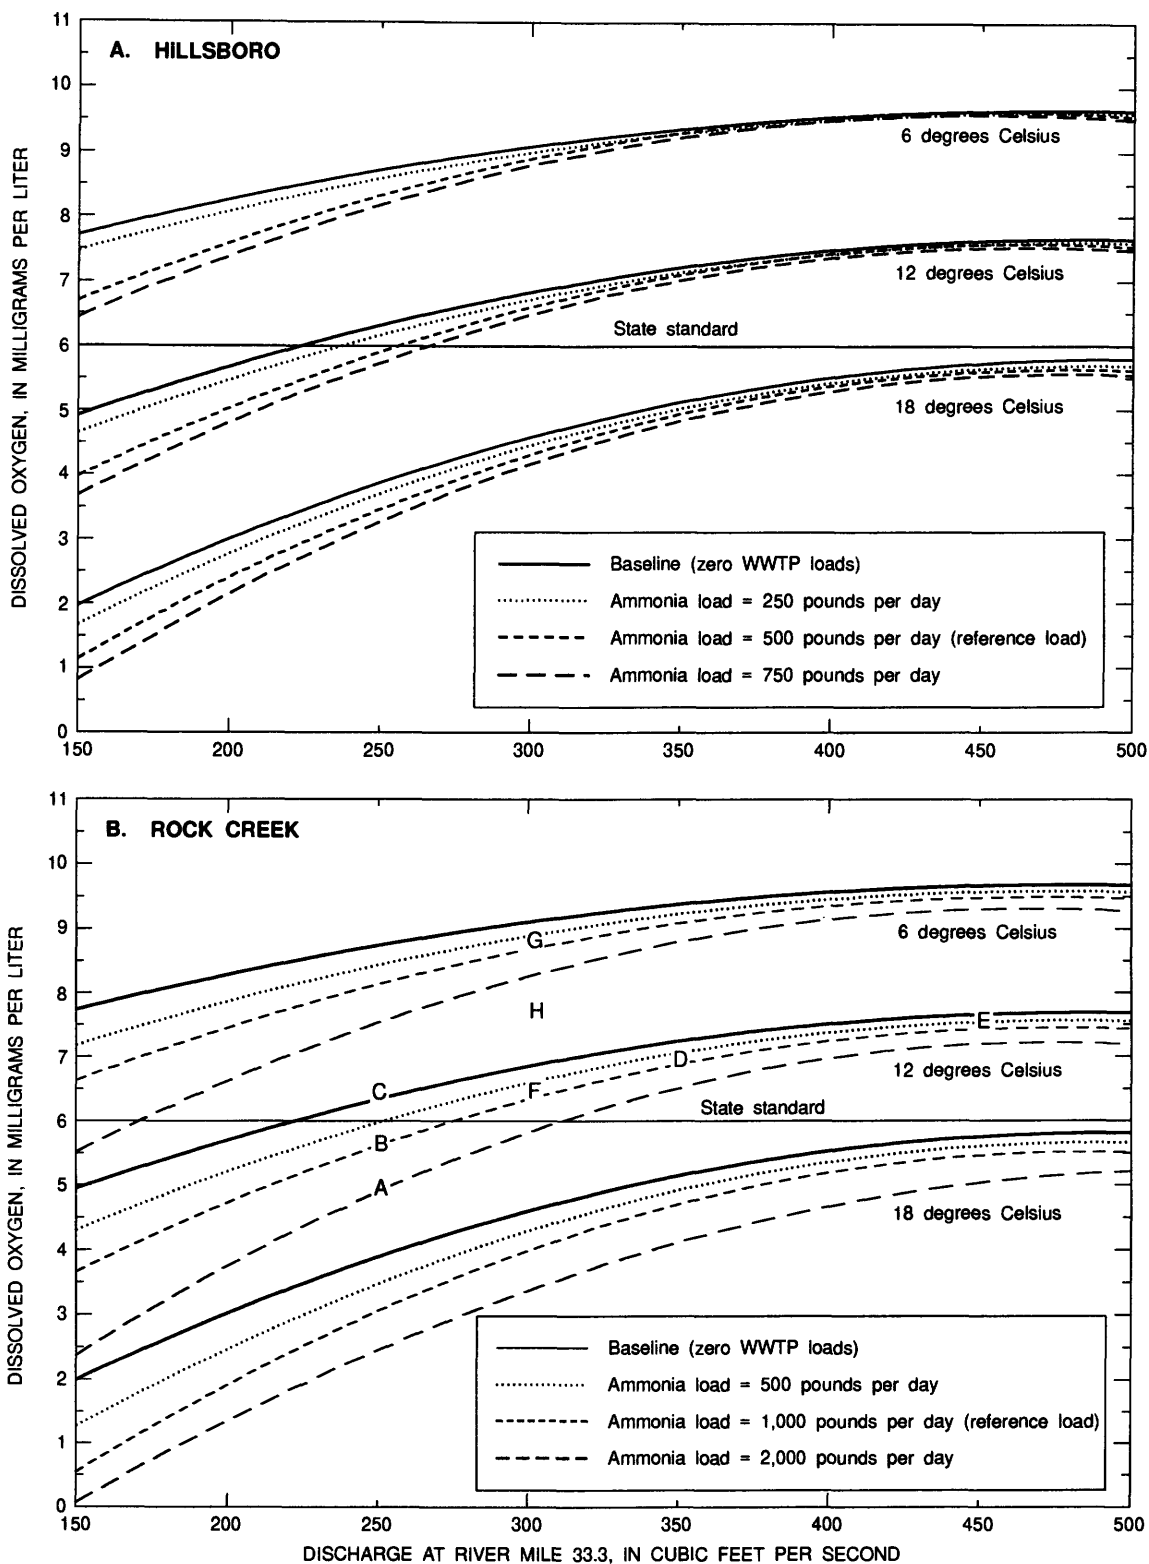 A. HILLSBORO
11
10
9
8
7
6
5
4
3
2
1
0
DISSOLVED OXYGEN, IN MILLIGRAMS PER LITER
6 degrees Celsius
12 degrees Celsius
State standard
18 degrees Celsius
Baseline (zero WWTP loads)
Ammonia load = 250 pounds per day
Ammonia load = 500 pounds per day (reference load)
Ammonia load = 750 pounds per day
150 200 250 300 350 400 450 500
B. ROCK CREEK
11
10
9
8
7
6
5
4
3
2
1
0
DISSOLVED OXYGEN, IN MILLIGRAMS PER LITER
G
6 degrees Celsius
H
E
D
12 degrees Celsius
C
F
State standard
B
A
18 degrees Celsius
Baseline (zero WWTP loads)
Ammonia load = 500 pounds per day
Ammonia load = 1,000 pounds per day (reference load)
Ammonia load = 2,000 pounds per day
150 200 250 300 350 400 450 500
DISCHARGE AT RIVER MILE 33.3, IN CUBIC FEET PER SECOND